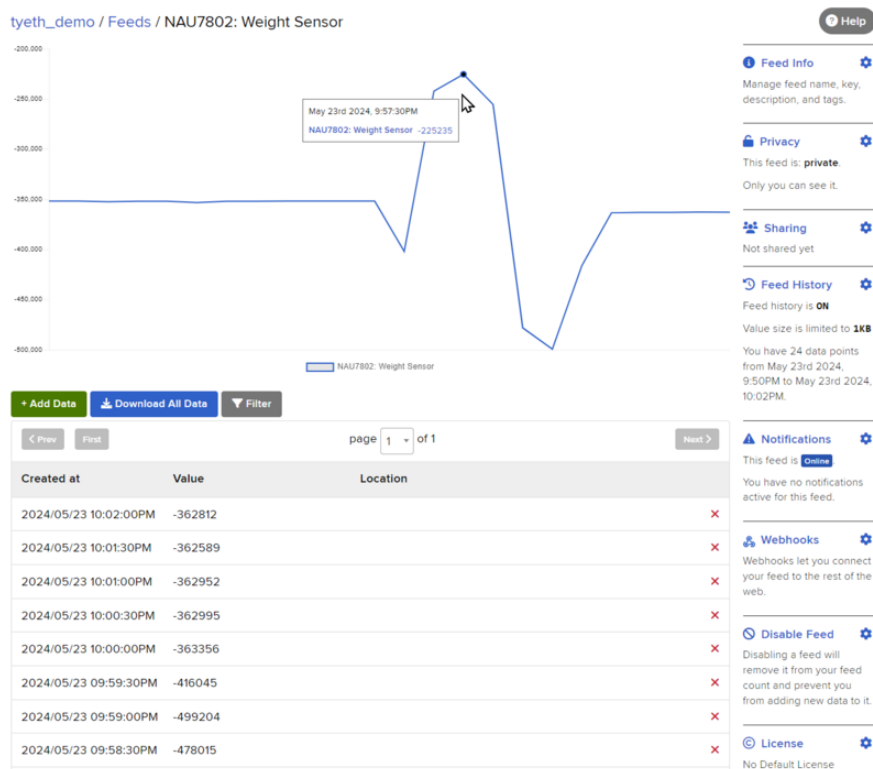 tyeth_demo / Feeds / NAU7802: Weight Sensor
Help
-200,000
-250,000
-300,000
-350,000
-400,000
-450,000
-500,000
May 23rd 2024, 9:57:30PM
NAU7802: Weight Sensor -225235
NAU7802: Weight Sensor
+ Add Data
Download All Data
Filter
Prev
First
page 1 of 1
Next
Created at Value Location
2024/05/23 10:02:00PM -362812
2024/05/23 10:01:30PM -362589
2024/05/23 10:01:00PM -362952
2024/05/23 10:00:30PM -362995
2024/05/23 10:00:00PM -363356
2024/05/23 09:59:30PM -416045
2024/05/23 09:59:00PM -499204
2024/05/23 09:58:30PM -478015
Feed Info
Manage feed name, key,
description, and tags.
Privacy
This feed is: private.
Only you can see it.
Sharing
Not shared yet
Feed History
Feed history is ON
Value size is limited to 1KB
You have 24 data points
from May 23rd 2024,
9:50PM to May 23rd 2024,
10:02PM.
Notifications
This feed is Online
You have no notifications
active for this feed.
Webhooks
Webhooks let you connect
your feed to the rest of the
web.
Disable Feed
Disabling a feed will
remove it from your feed
count and prevent you
from adding new data to it.
License
No Default License